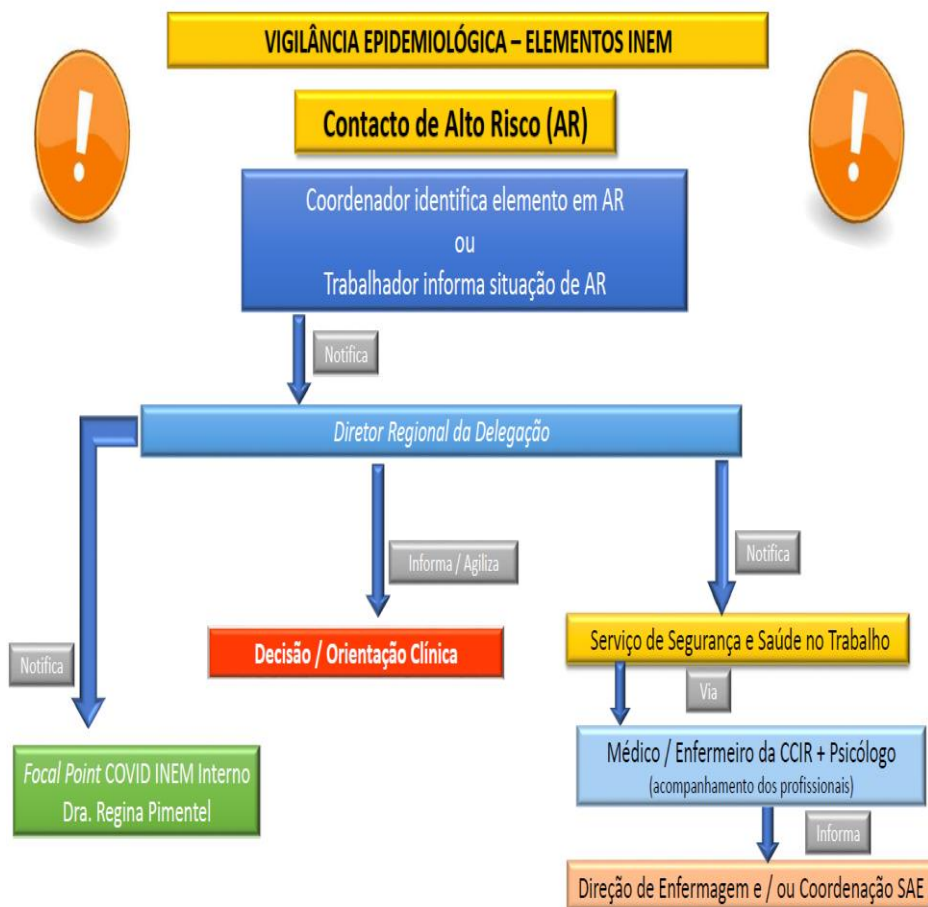 VIGILÂNCIA EPIDEMIOLÓGICA – ELEMENTOS INEM
!
!
Contacto de Alto Risco (AR)
Coordenador identifica elemento em AR
ou
Trabalhador informa situação de AR
Notifica
Diretor Regional da Delegação
Informa / Agiliza
Notifica
Decisão / Orientação Clínica
Serviço de Segurança e Saúde no Trabalho
Notifica
Via
Focal Point COVID INEM Interno
Dra. Regina Pimentel
Médico / Enfermeiro da CCIR + Psicólogo
(acompanhamento dos profissionais)
Informa
Direção de Enfermagem e / ou Coordenação SAE